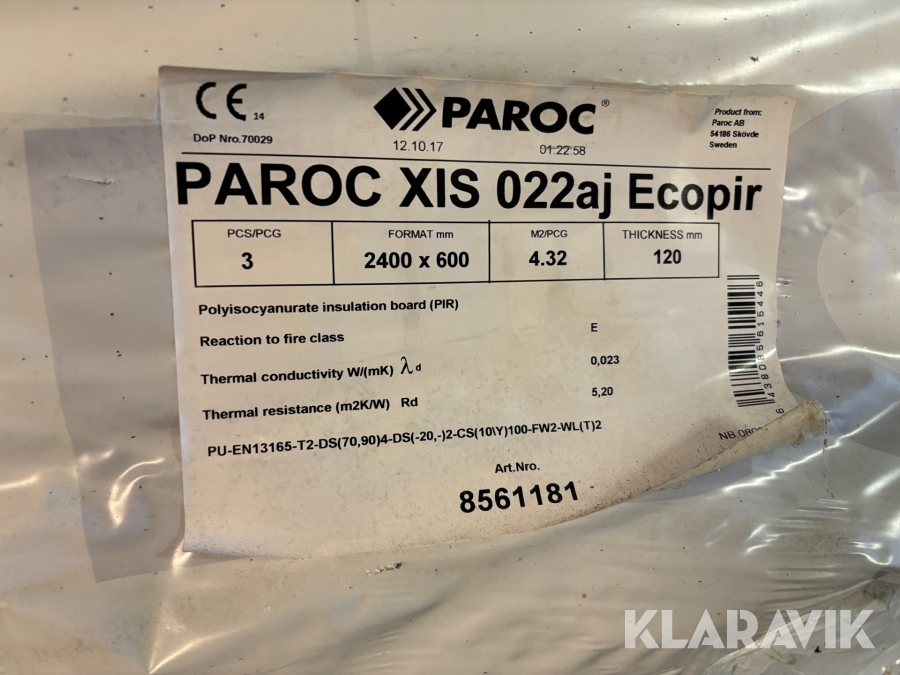 CE 14
DoP Nro.70029
PAROC®
12.10.17 01:22:58
Product from:
Paroc AB
54186 Skövde
Sweden
PAROC XIS 022aj Ecopir
PCS/PCG FORMAT mm M2/PCG THICKNESS mm
3 2400 x 600 4.32 120
Polyisocyanurate insulation board (PIR)
Reaction to fire class E
Thermal conductivity W/(mK) λd 0,023
Thermal resistance (m2K/W) Rd 5,20
PU-EN13165-T2-DS(70,90)4-DS(-20,-)2-CS(10\Y)100-FW2-WL(T)2
Art.Nro.
8561181
6 438085 615446
KLARAVIK